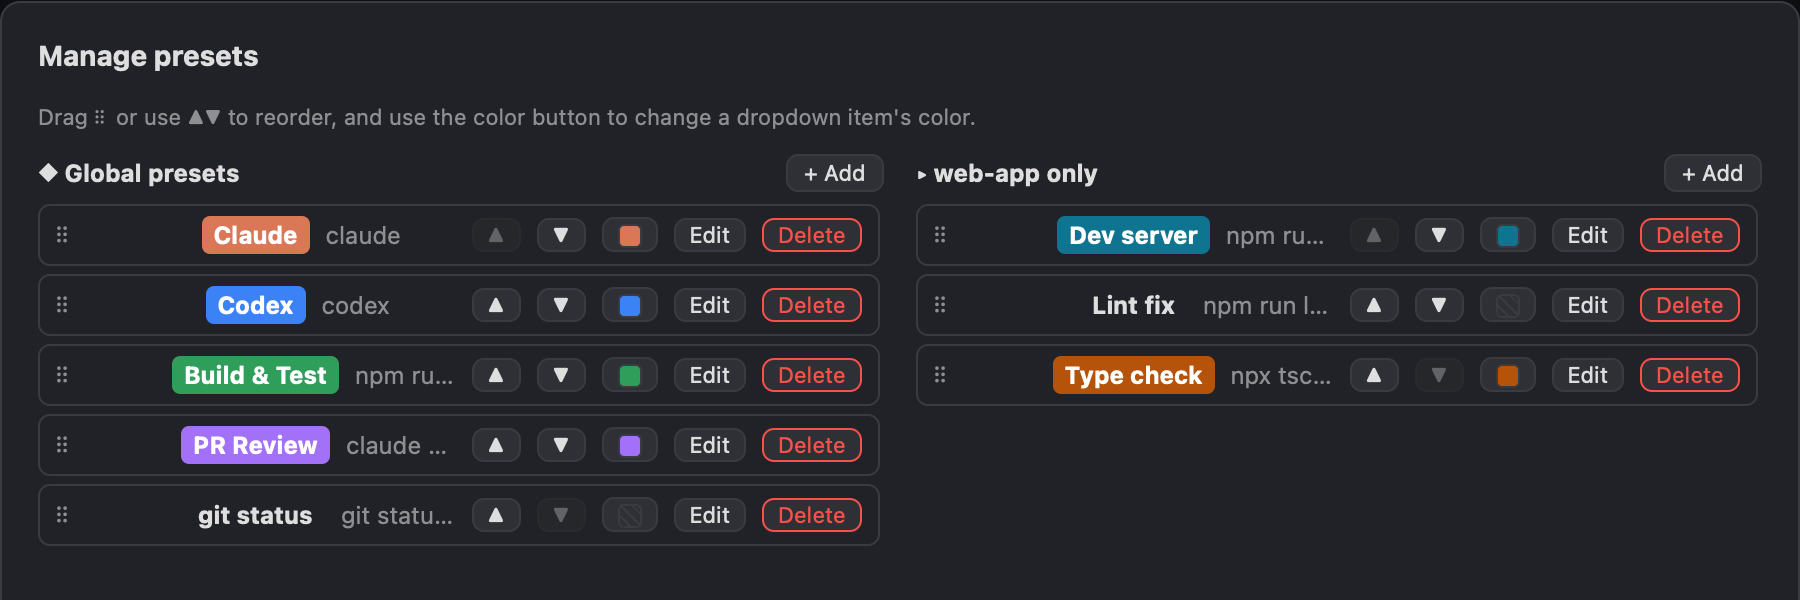 Manage presets
Drag ⠿ or use ▲▼ to reorder, and use the color button to change a dropdown item's color.
◆ Global presets + Add
Claude claude ▲ ▼ Edit Delete
Codex codex ▲ ▼ Edit Delete
Build & Test npm ru... ▲ ▼ Edit Delete
PR Review claude ... ▲ ▼ Edit Delete
git status git statu... ▲ ▼ Edit Delete
▸ web-app only + Add
Dev server npm ru... ▲ ▼ Edit Delete
Lint fix npm run l... ▲ ▼ Edit Delete
Type check npx tsc... ▲ ▼ Edit Delete